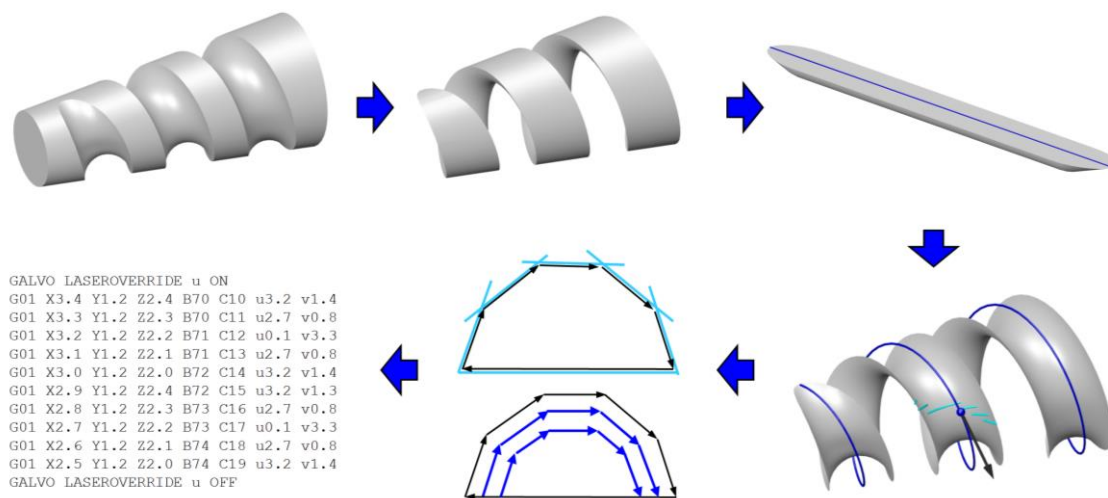 GALVO LASEROVERRIDE u ON
G01 X3.4 Y1.2 Z2.4 B70 C10 u3.2 v1.4
G01 X3.3 Y1.2 Z2.3 B70 C11 u2.7 v0.8
G01 X3.2 Y1.2 Z2.2 B71 C12 u0.1 v3.3
G01 X3.1 Y1.2 Z2.1 B71 C13 u2.7 v0.8
G01 X3.0 Y1.2 Z2.0 B72 C14 u3.2 v1.4
G01 X2.9 Y1.2 Z2.4 B72 C15 u3.2 v1.3
G01 X2.8 Y1.2 Z2.3 B73 C16 u2.7 v0.8
G01 X2.7 Y1.2 Z2.2 B73 C17 u0.1 v3.3
G01 X2.6 Y1.2 Z2.1 B74 C18 u2.7 v0.8
G01 X2.5 Y1.2 Z2.0 B74 C19 u3.2 v1.4
GALVO LASEROVERRIDE u OFF